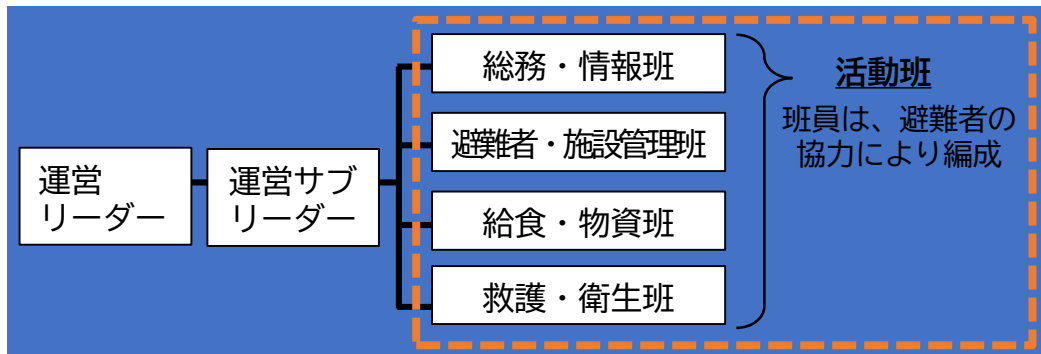 運営
リーダー
運営サブ
リーダー
総務・情報班
避難者・施設管理班
給食・物資班
救護・衛生班
活動班
班員は、避難者の
協力により編成